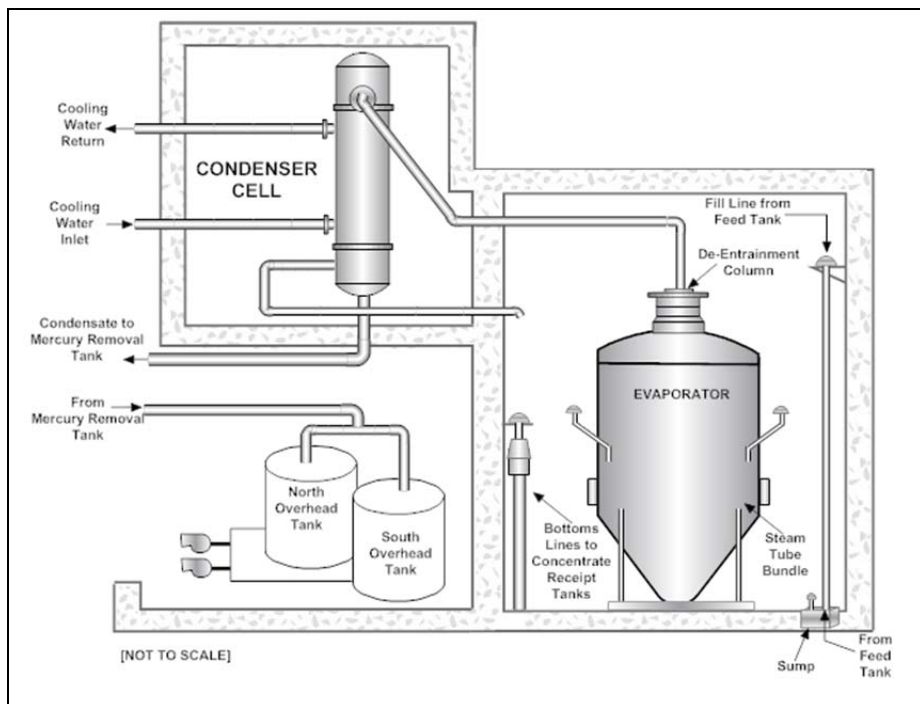 Cooling
Water
Return
CONDENSER
CELL
Cooling
Water
Inlet
Fill Line from
Feed Tank
De-Entrainment
Column
Condensate to
Mercury Removal
Tank
EVAPORATOR
From
Mercury Removal
Tank
North
Overhead
Tank
South
Overhead
Tank
Bottoms
Lines to
Concentrate
Receipt
Tanks
Steam
Tube
Bundle
[NOT TO SCALE]
Sump
From
Feed
Tank